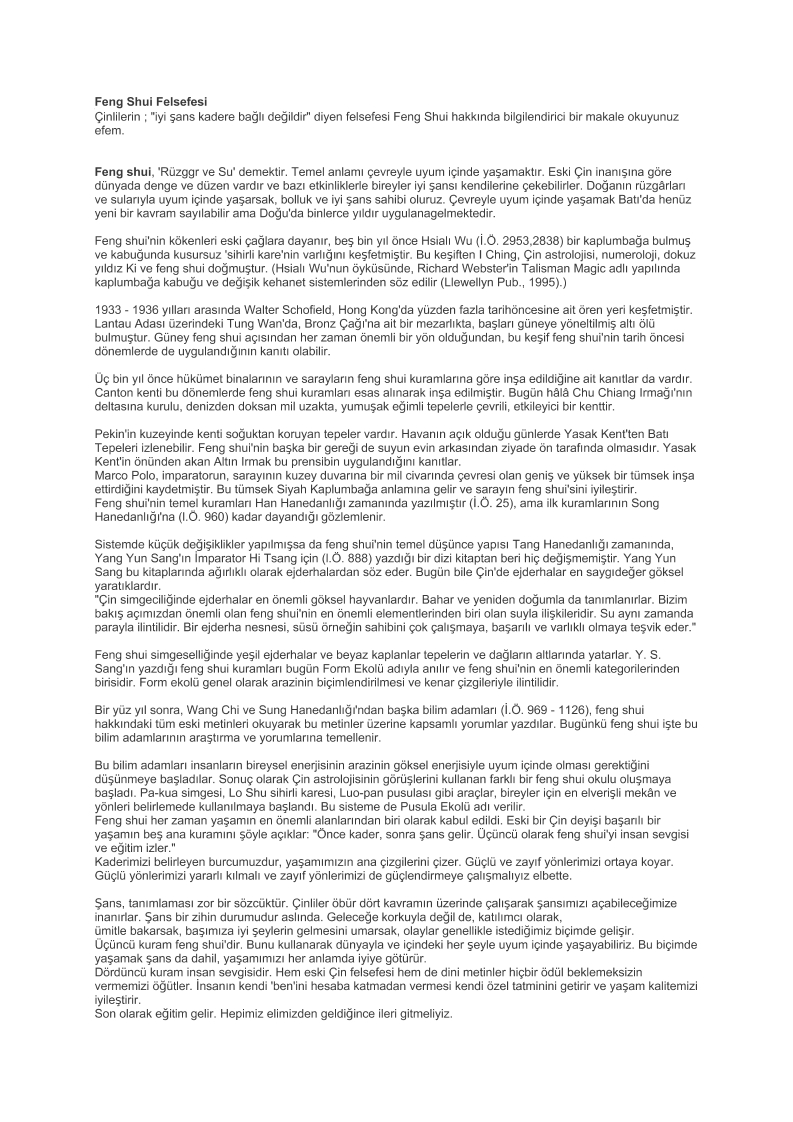 Feng Shui Felsefesi
Çinlilerin ; "iyi şans kadere bağlı değildir" diyen felsefesi Feng Shui hakkında bilgilendirici bir makale okuyunuz
efem.
Feng shui, 'Rüzggr ve Su' demektir. Temel anlamı çevreyle uyum içinde yaşamaktır. Eski Çin inanışına göre
dünyada denge ve düzen vardır ve bazı etkinliklerle bireyler iyi şansı kendilerine çekebilirler. Doğanın rüzgârları
ve sularıyla uyum içinde yaşarsak, bolluk ve iyi şans sahibi oluruz. Çevreyle uyum içinde yaşamak Batı'da henüz
yeni bir kavram sayılabilir ama Doğu'da binlerce yıldır uygulanagelmektedir.
Feng shui'nin kökenleri eski çağlara dayanır, beş bin yıl önce Hsialı Wu (İ.Ö. 2953,2838) bir kaplumbağa bulmuş
ve kabuğunda kusursuz 'sihirli kare'nin varlığını keşfetmiştir. Bu keşiften I Ching, Çin astrolojisi, numeroloji, dokuz
yıldız Ki ve feng shui doğmuştur. (Hsialı Wu'nun öyküsünde, Richard Webster'in Talisman Magic adlı yapılında
kaplumbağa kabuğu ve değişik kehanet sistemlerinden söz edilir (Llewellyn Pub., 1995).)
1933 - 1936 yılları arasında Walter Schofield, Hong Kong'da yüzden fazla tarihöncesine ait ören yeri keşfetmiştir.
Lantau Adası üzerindeki Tung Wan'da, Bronz Çağı'na ait bir mezarlıkta, başları güneye yöneltilmiş altı ölü
bulmuştur. Güney feng shui açısından her zaman önemli bir yön olduğundan, bu keşif feng shui'nin tarih öncesi
dönemlerde de uygulandığının kanıtı olabilir.
Üç bin yıl önce hükümet binalarının ve sarayların feng shui kuramlarına göre inşa edildiğine ait kanıtlar da vardır.
Canton kenti bu dönemlerde feng shui kuramları esas alınarak inşa edilmiştir. Bugün hâlâ Chu Chiang Irmağı'nın
deltasına kurulu, denizden doksan mil uzakta, yumuşak eğimli tepelerle çevrili, etkileyici bir kenttir.
Pekin'in kuzeyinde kenti soğuktan koruyan tepeler vardır. Havanın açık olduğu günlerde Yasak Kent'ten Batı
Tepeleri izlenebilir. Feng shui'nin başka bir gereği de suyun evin arkasından ziyade ön tarafında olmasıdır. Yasak
Kent'in önünden akan Altın Irmak bu prensibin uygulandığını kanıtlar.
Marco Polo, imparatorun, sarayının kuzey duvarına bir mil civarında çevresi olan geniş ve yüksek bir tümsek inşa
ettirdiğini kaydetmiştir. Bu tümsek Siyah Kaplumbağa anlamına gelir ve sarayın feng shui'sini iyileştirir.
Feng shui'nin temel kuramları Han Hanedanlığı zamanında yazılmıştır (İ.Ö. 25), ama ilk kuramlarının Song
Hanedanlığı'na (I.Ö. 960) kadar dayandığı gözlemlenir.
Sistemde küçük değişiklikler yapılmışsa da feng shui'nin temel düşünce yapısı Tang Hanedanlığı zamanında,
Yang Yun Sang'ın İmparator Hi Tsang için (I.Ö. 888) yazdığı bir dizi kitaptan beri hiç değişmemiştir. Yang Yun
Sang bu kitaplarında ağırlıklı olarak ejderhalardan söz eder. Bugün bile Çin'de ejderhalar en saygıdeğer göksel
yaratıklardır.
"Çin simgeciliğinde ejderhalar en önemli göksel hayvanlardır. Bahar ve yeniden doğumla da tanımlanırlar. Bizim
bakış açımızdan önemli olan feng shui'nin en önemli elementlerinden biri olan suyla ilişkileridir. Su aynı zamanda
parayla ilintilidir. Bir ejderha nesnesi, süsü örneğin sahibini çok çalışmaya, başarılı ve varlıklı olmaya teşvik eder."
Feng shui simgeselliğinde yeşil ejderhalar ve beyaz kaplanlar tepelerin ve dağların altlarında yatarlar. Y. S.
Sang'ın yazdığı feng shui kuramları bugün Form Ekolü adıyla anılır ve feng shui'nin en önemli kategorilerinden
birisidir. Form ekolü genel olarak arazinin biçimlendirilmesi ve kenar çizgileriyle ilintilidir.
Bir yüz yıl sonra, Wang Chi ve Sung Hanedanlığı'ndan başka bilim adamları (İ.Ö. 969 - 1126), feng shui
hakkındaki tüm eski metinleri okuyarak bu metinler üzerine kapsamlı yorumlar yazdılar. Bugünkü feng shui işte bu
bilim adamlarının araştırma ve yorumlarına temellenir.
Bu bilim adamları insanların bireysel enerjisinin arazinin göksel enerjisiyle uyum içinde olması gerektiğini
düşünmeye başladılar. Sonuç olarak Çin astrolojisinin görüşlerini kullanan farklı bir feng shui okulu oluşmaya
başladı. Pa-kua simgesi, Lo Shu sihirli karesi, Luo-pan pusulası gibi araçlar, bireyler için en elverişli mekân ve
yönleri belirlemede kullanılmaya başlandı. Bu sisteme de Pusula Ekolü adı verilir.
Feng shui her zaman yaşamın en önemli alanlarından biri olarak kabul edildi. Eski bir Çin deyişi başarılı bir
yaşamın beş ana kuramını şöyle açıklar: "Önce kader, sonra şans gelir. Üçüncü olarak feng shui'yi insan sevgisi
ve eğitim izler."
Kaderimizi belirleyen burcumuzdur, yaşamımızın ana çizgilerini çizer. Güçlü ve zayıf yönlerimizi ortaya koyar.
Güçlü yönlerimizi yararlı kılmalı ve zayıf yönlerimizi de güçlendirmeye çalışmalıyız elbette.
Şans, tanımlaması zor bir sözcüktür. Çinliler öbür dört kavramın üzerinde çalışarak şansımızı açabileceğimize
inanırlar. Şans bir zihin durumudur aslında. Geleceğe korkuyla değil de, katılımcı olarak,
ümitle bakarsak, başımıza iyi şeylerin gelmesini umarsak, olaylar genellikle istediğimiz biçimde gelişir.
Üçüncü kuram feng shui'dir. Bunu kullanarak dünyayla ve içindeki her şeyle uyum içinde yaşayabiliriz. Bu biçimde
yaşamak şans da dahil, yaşamımızı her anlamda iyiye götürür.
Dördüncü kuram insan sevgisidir. Hem eski Çin felsefesi hem de dini metinler hiçbir ödül beklemeksizin
vermemizi öğütler. İnsanın kendi 'ben'ini hesaba katmadan vermesi kendi özel tatminini getirir ve yaşam kalitemizi
iyileştirir.
Son olarak eğitim gelir. Hepimiz elimizden geldiğince ileri gitmeliyiz.